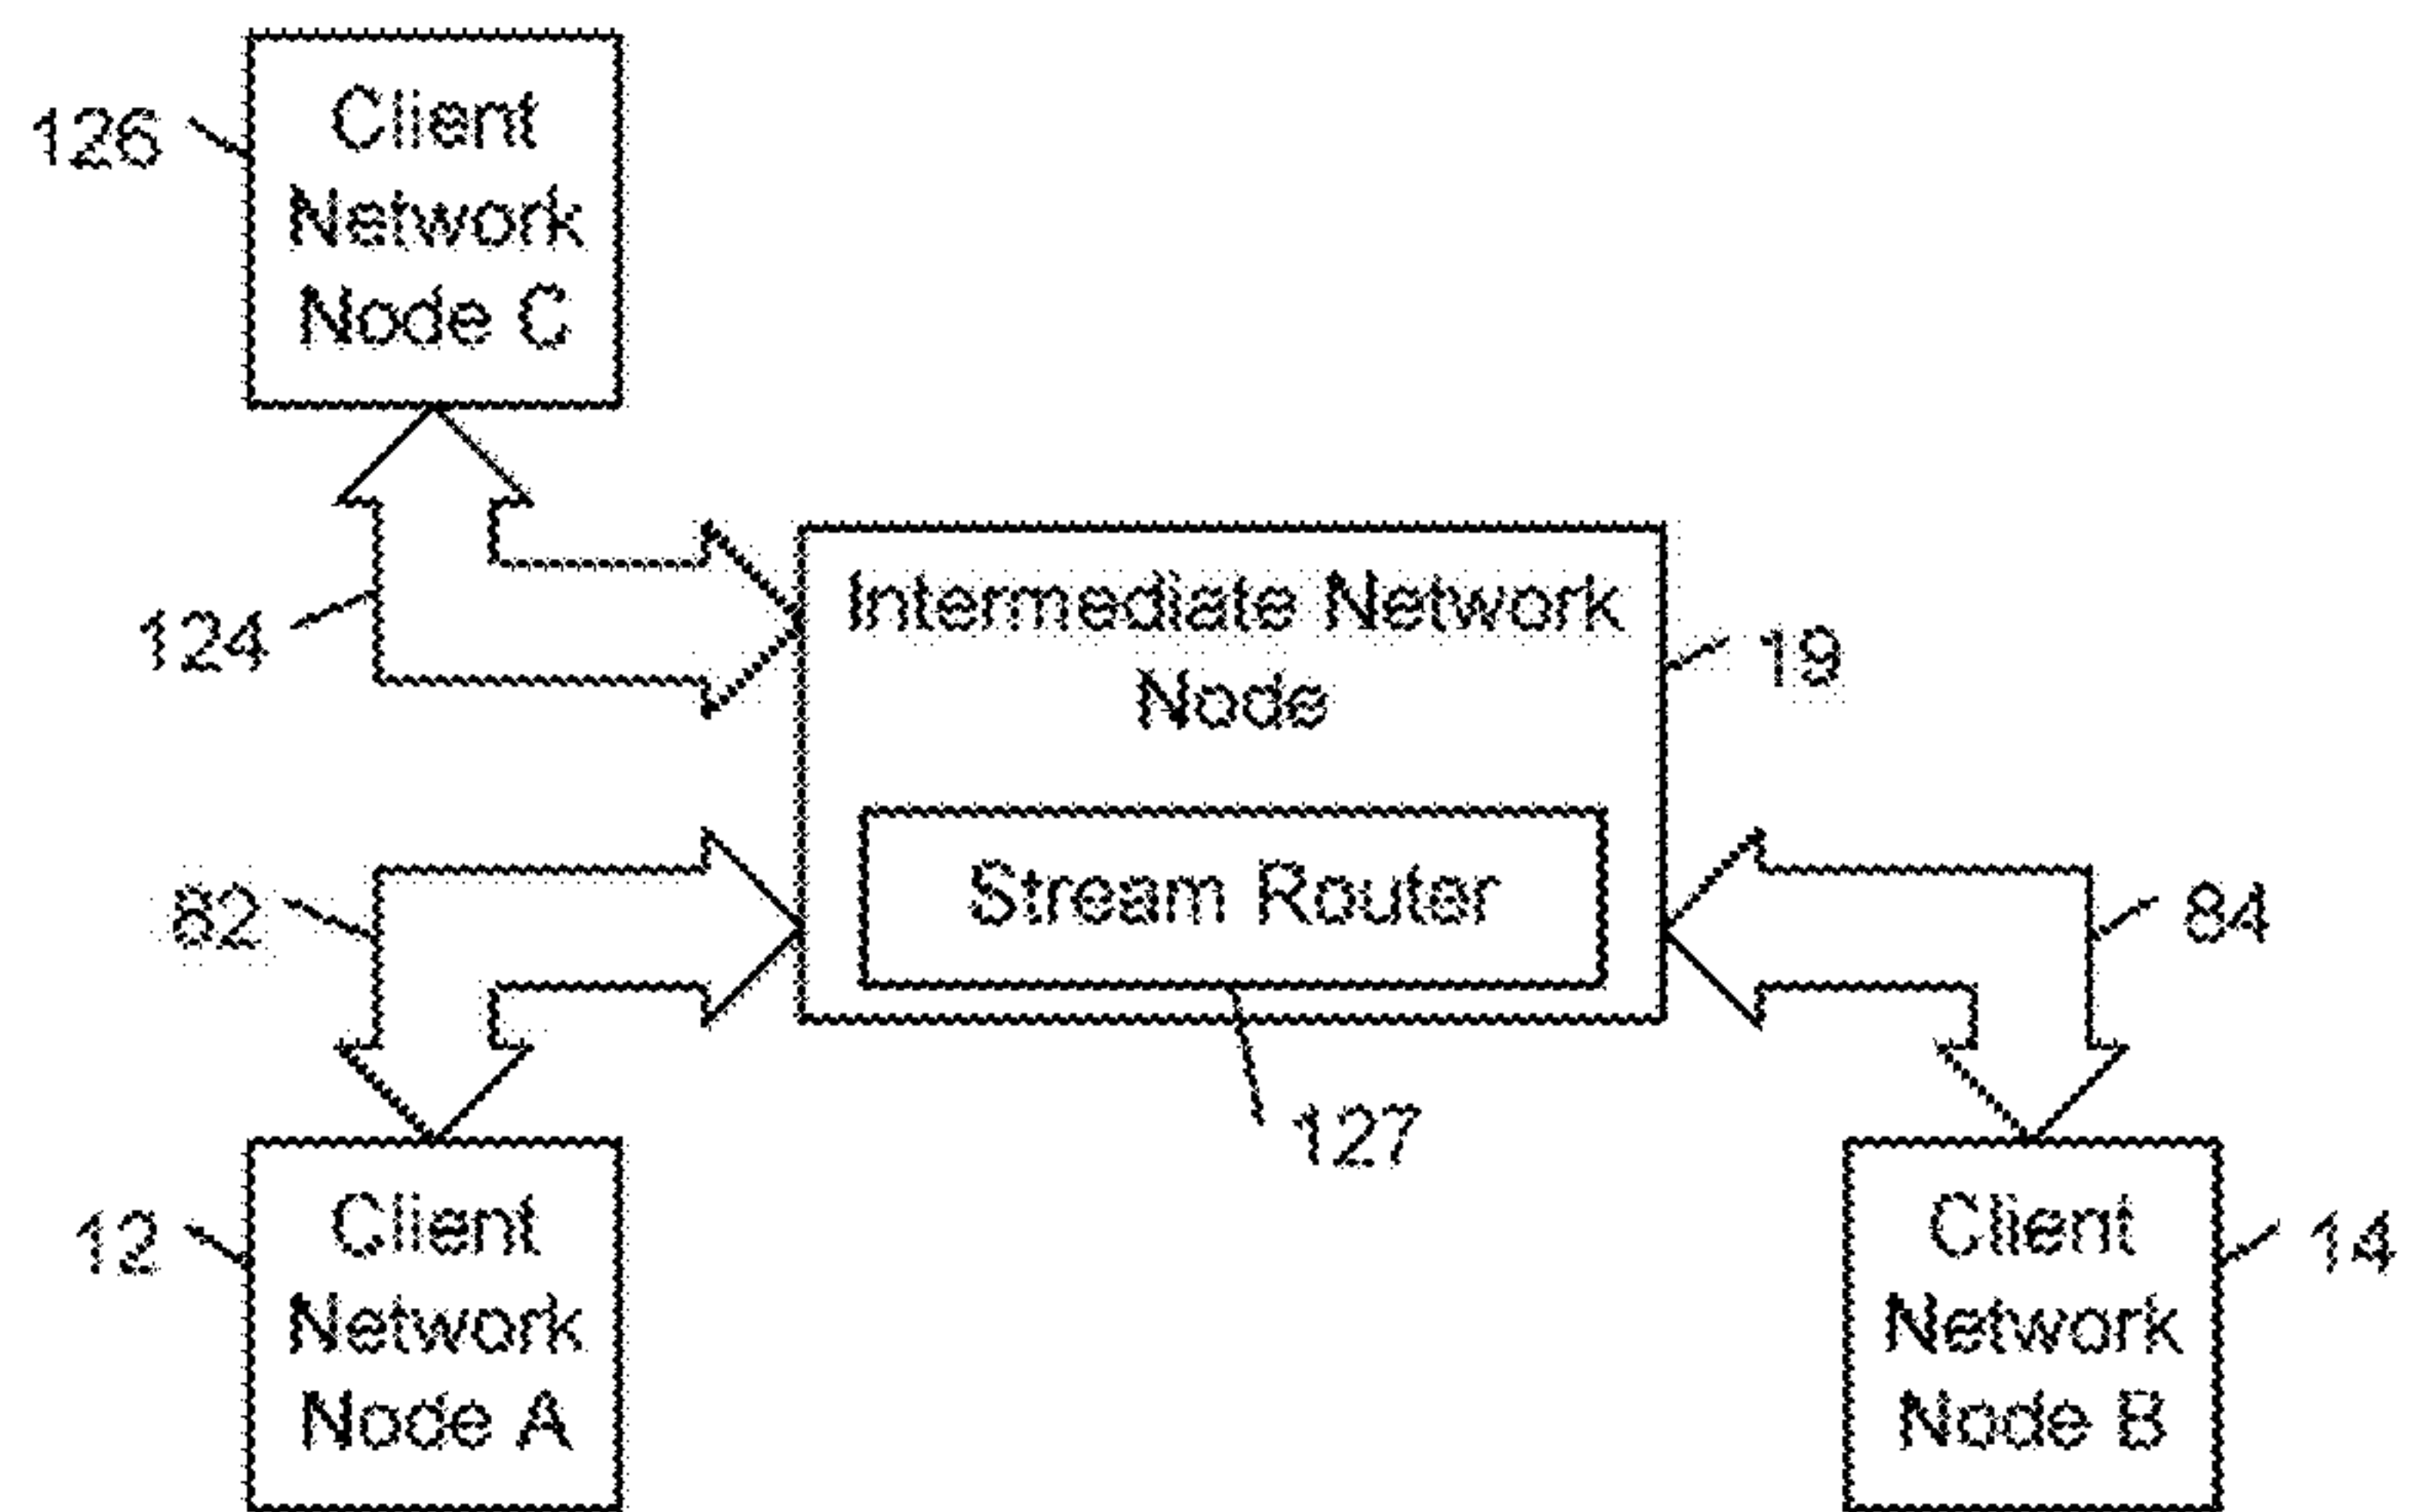 126
Client
Network
Node C
124
Intermediate Network
Node
19
Stream Router
82
84
127
12
Client
Network
Node A
Client
Network
Node B
14